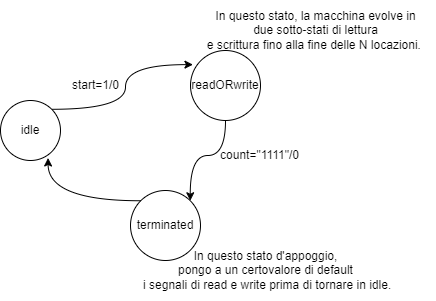 In questo stato, la macchina evolve in
due sotto-stati di lettura
e scrittura fino alla fine delle N locazioni.
start=1/0
readORwrite
idle
count="1111"/0
terminated
In questo stato d'appoggio,
pongo a un certovalore di default
i segnali di read e write prima di tornare in idle.